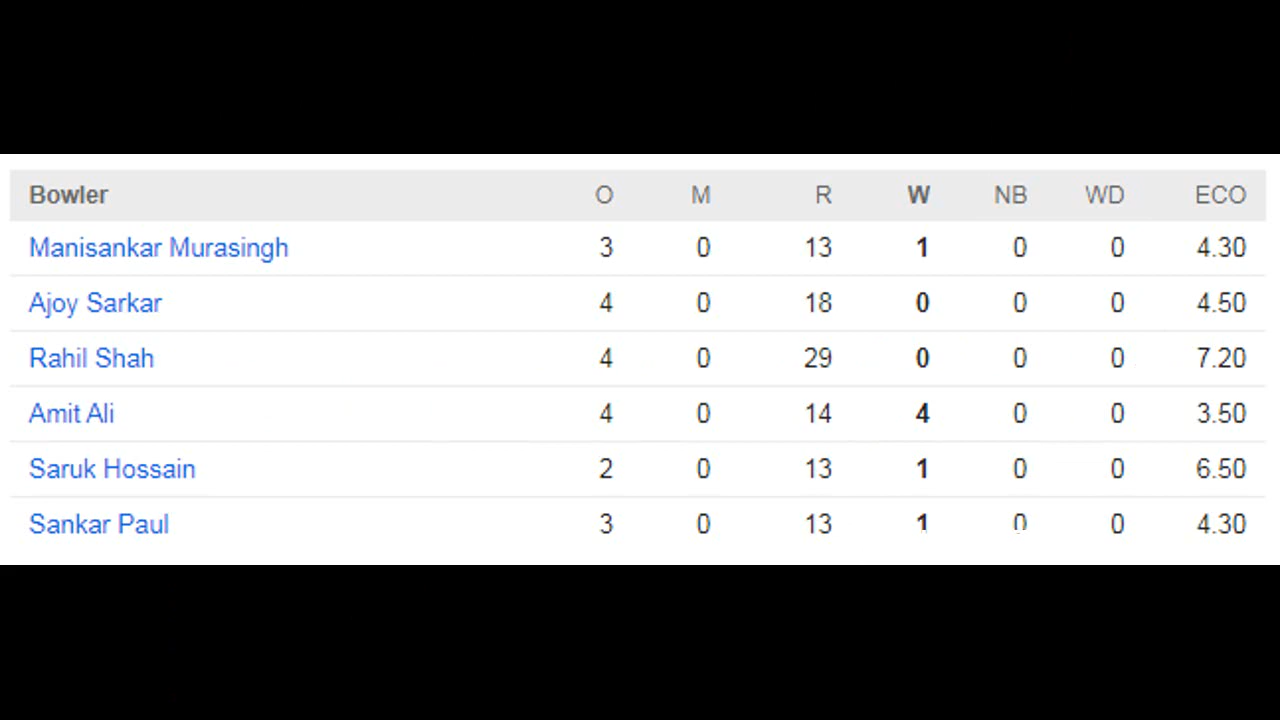 Bowler O M R W NB WD ECO
Manisankar Murasingh 3 0 13 1 0 0 4.30
Ajoy Sarkar 4 0 18 0 0 0 4.50
Rahil Shah 4 0 29 0 0 0 7.20
Amit Ali 4 0 14 4 0 0 3.50
Saruk Hossain 2 0 13 1 0 0 6.50
Sankar Paul 3 0 13 1 0 0 4.30